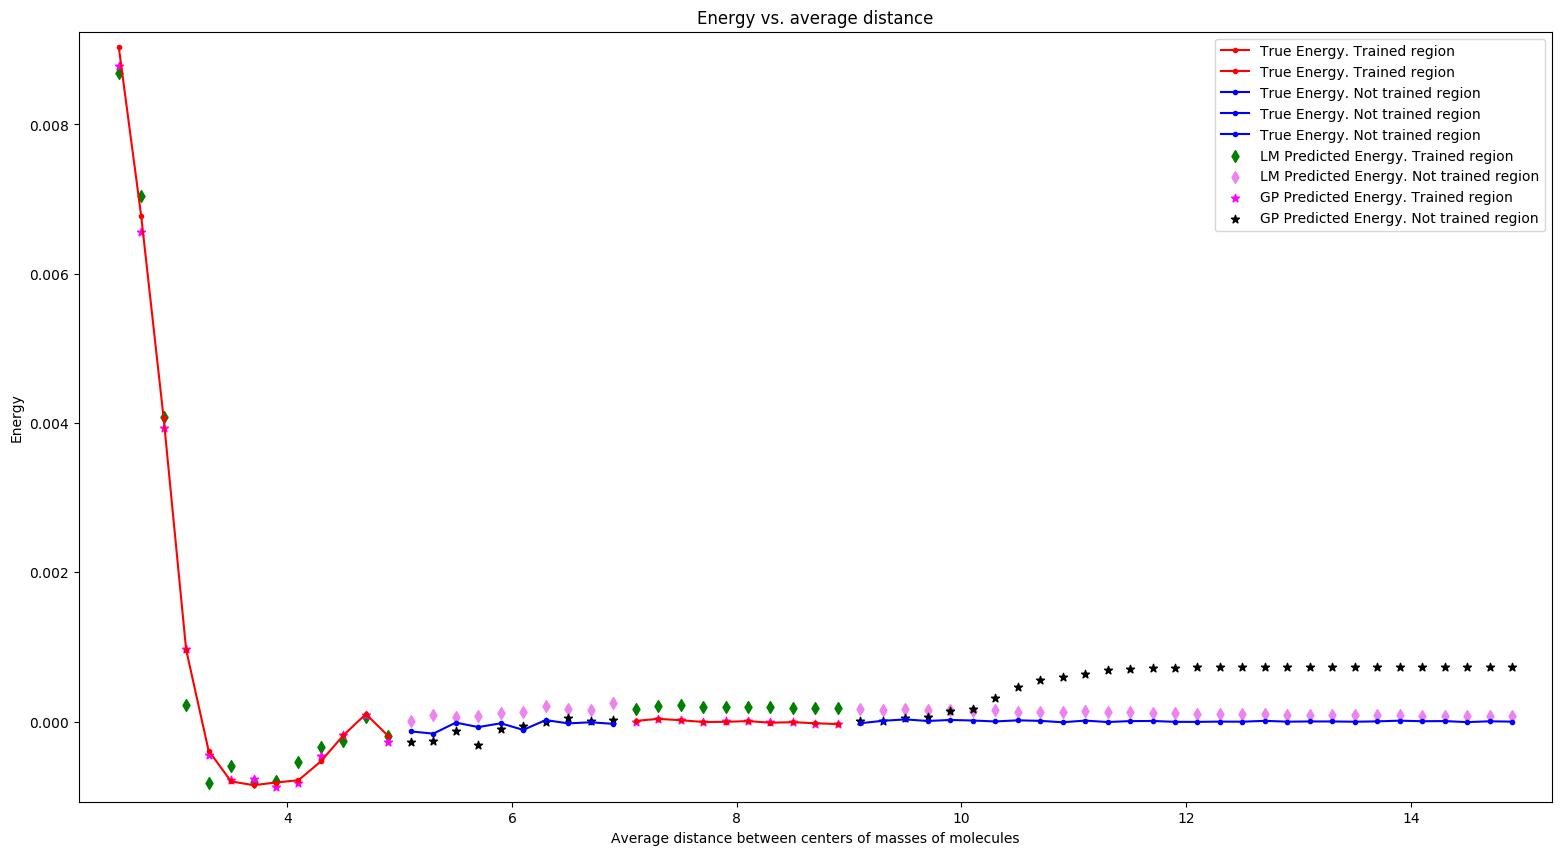 Energy vs. average distance
True Energy. Trained region
True Energy. Trained region
True Energy. Not trained region
True Energy. Not trained region
True Energy. Not trained region
LM Predicted Energy. Trained region
LM Predicted Energy. Not trained region
GP Predicted Energy. Trained region
GP Predicted Energy. Not trained region
Energy
0.008
0.006
0.004
0.002
0.000
4
6
8
10
12
14
Average distance between centers of masses of molecules